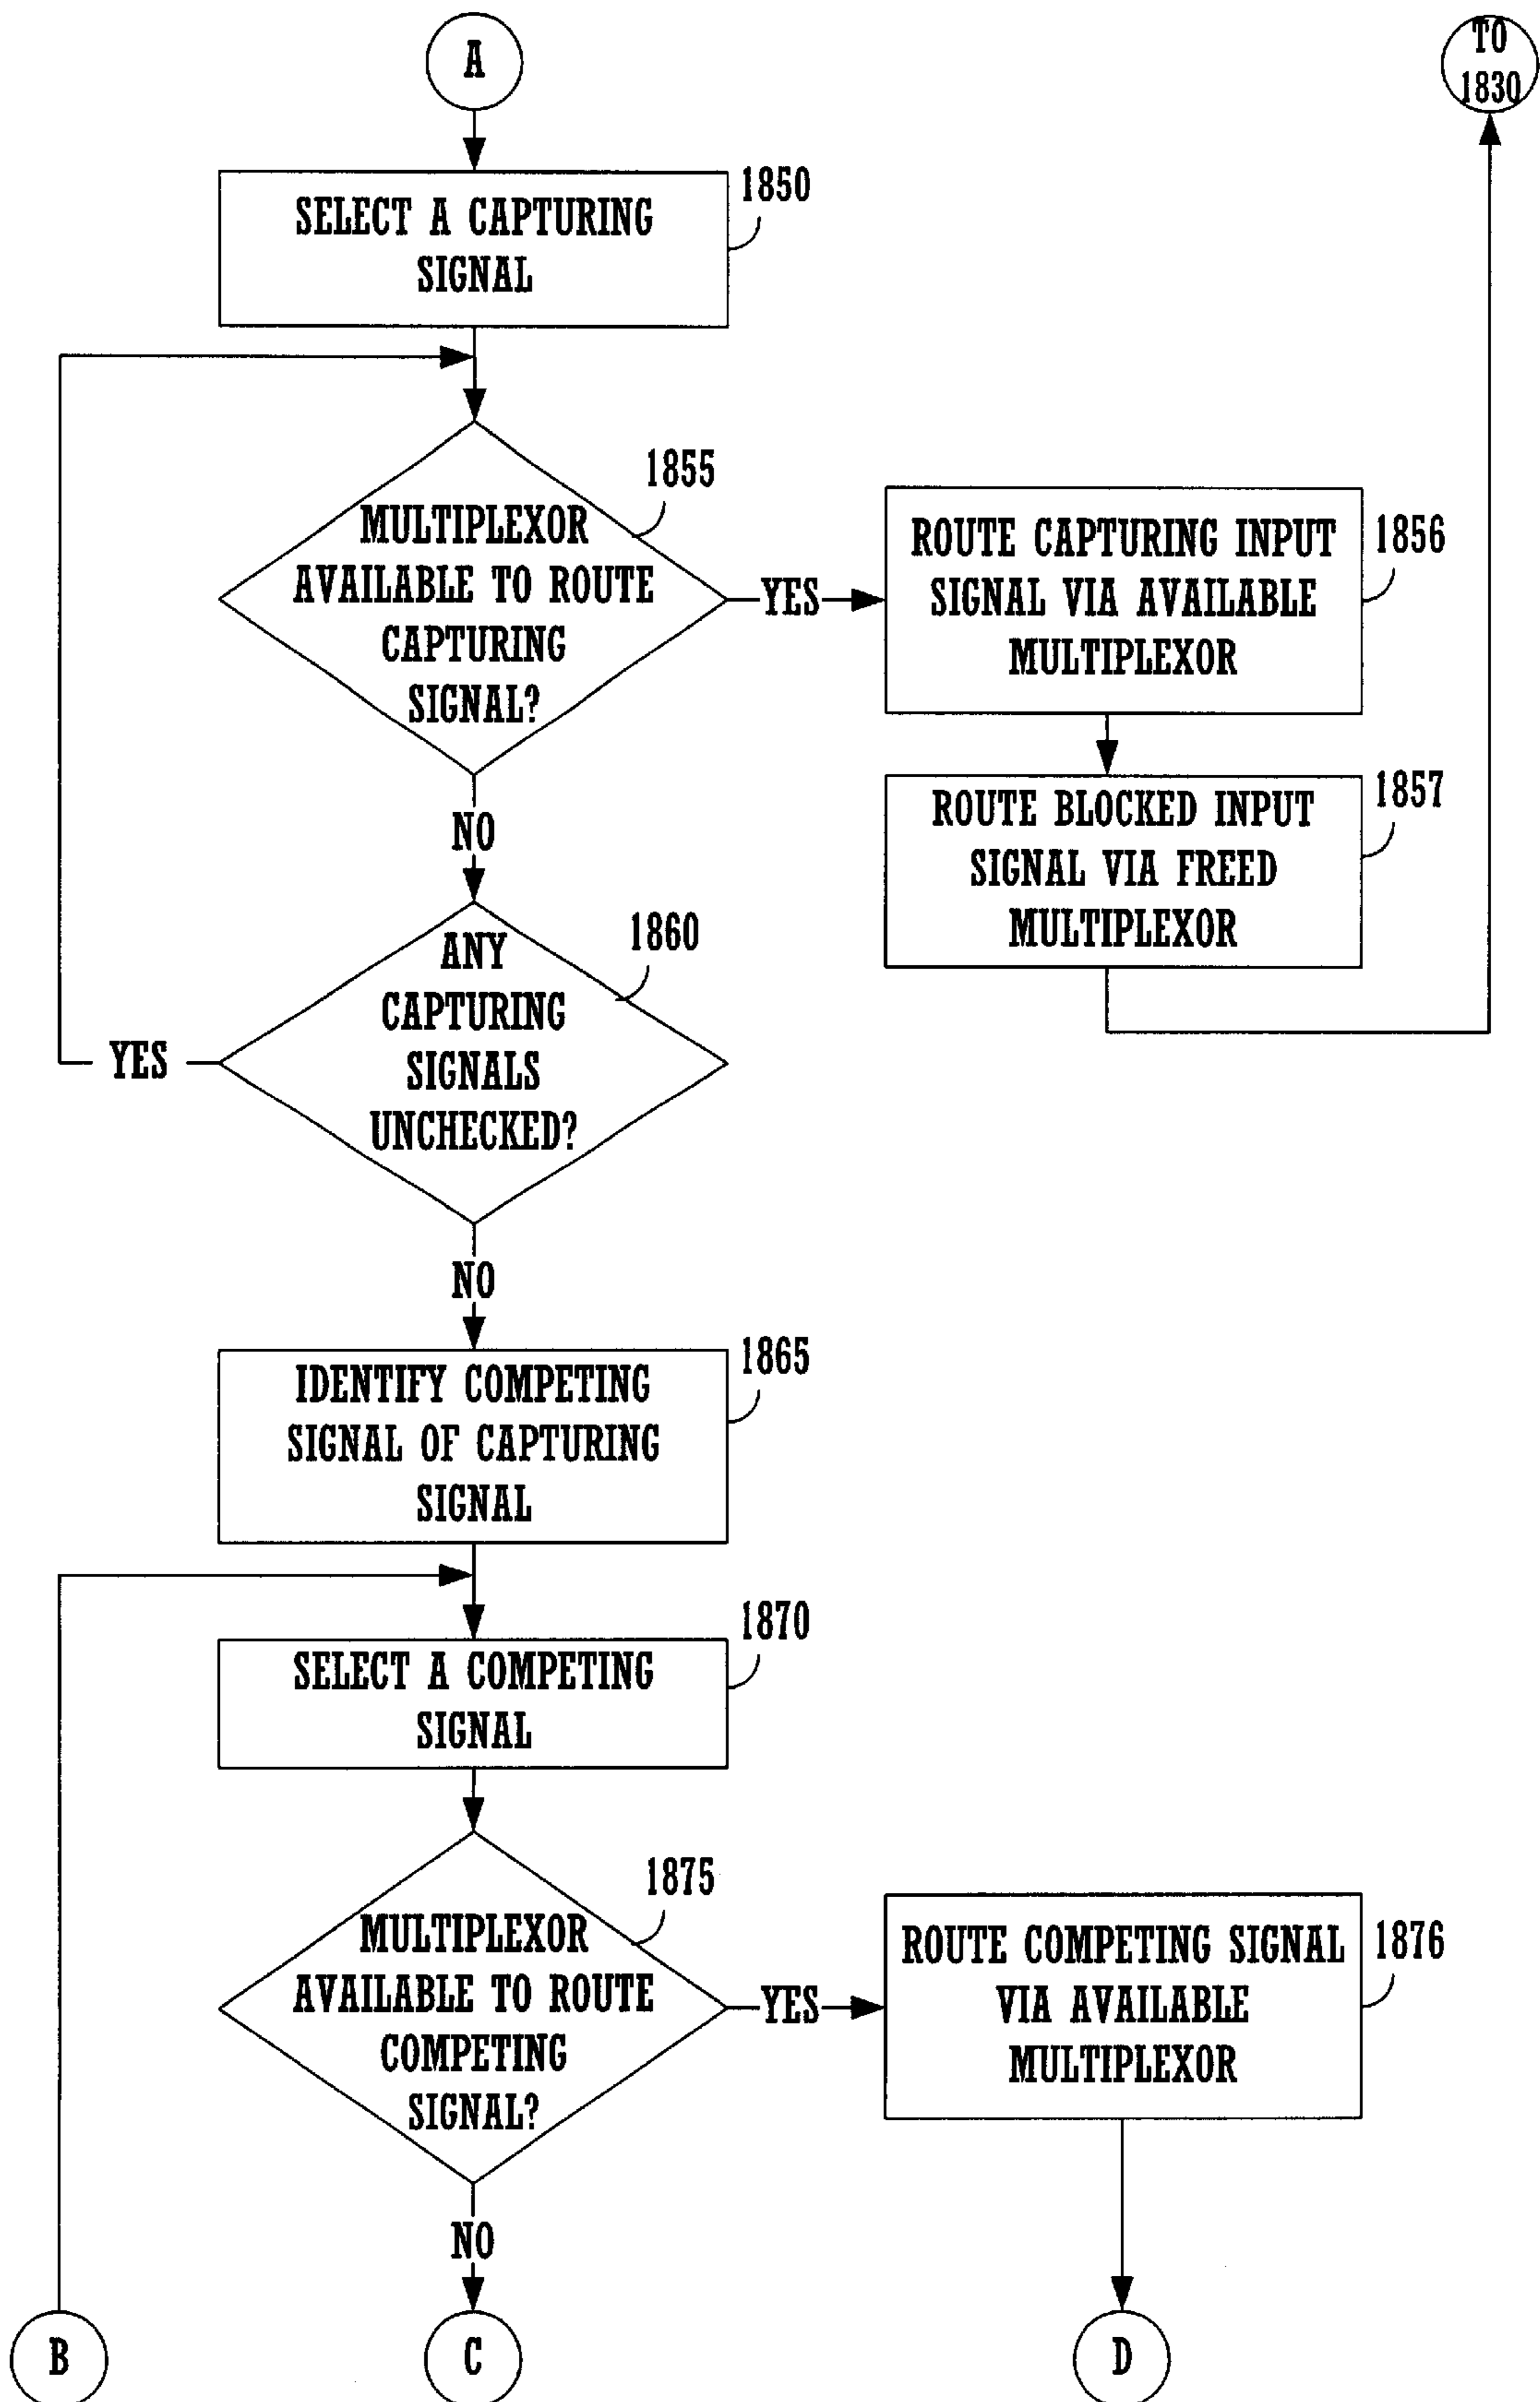 A
TO
1830
1850
SELECT A CAPTURING
SIGNAL
1855
MULTIPLEXOR
AVAILABLE TO ROUTE
CAPTURING
SIGNAL?
YES
1856
ROUTE CAPTURING INPUT
SIGNAL VIA AVAILABLE
MULTIPLEXOR
1857
ROUTE BLOCKED INPUT
SIGNAL VIA FREED
MULTIPLEXOR
NO
1860
ANY
CAPTURING
SIGNALS
UNCHECKED?
YES
NO
1865
IDENTIFY COMPETING
SIGNAL OF CAPTURING
SIGNAL
1870
SELECT A COMPETING
SIGNAL
1875
MULTIPLEXOR
AVAILABLE TO ROUTE
COMPETING
SIGNAL?
YES
1876
ROUTE COMPETING SIGNAL
VIA AVAILABLE
MULTIPLEXOR
NO
B
C
D